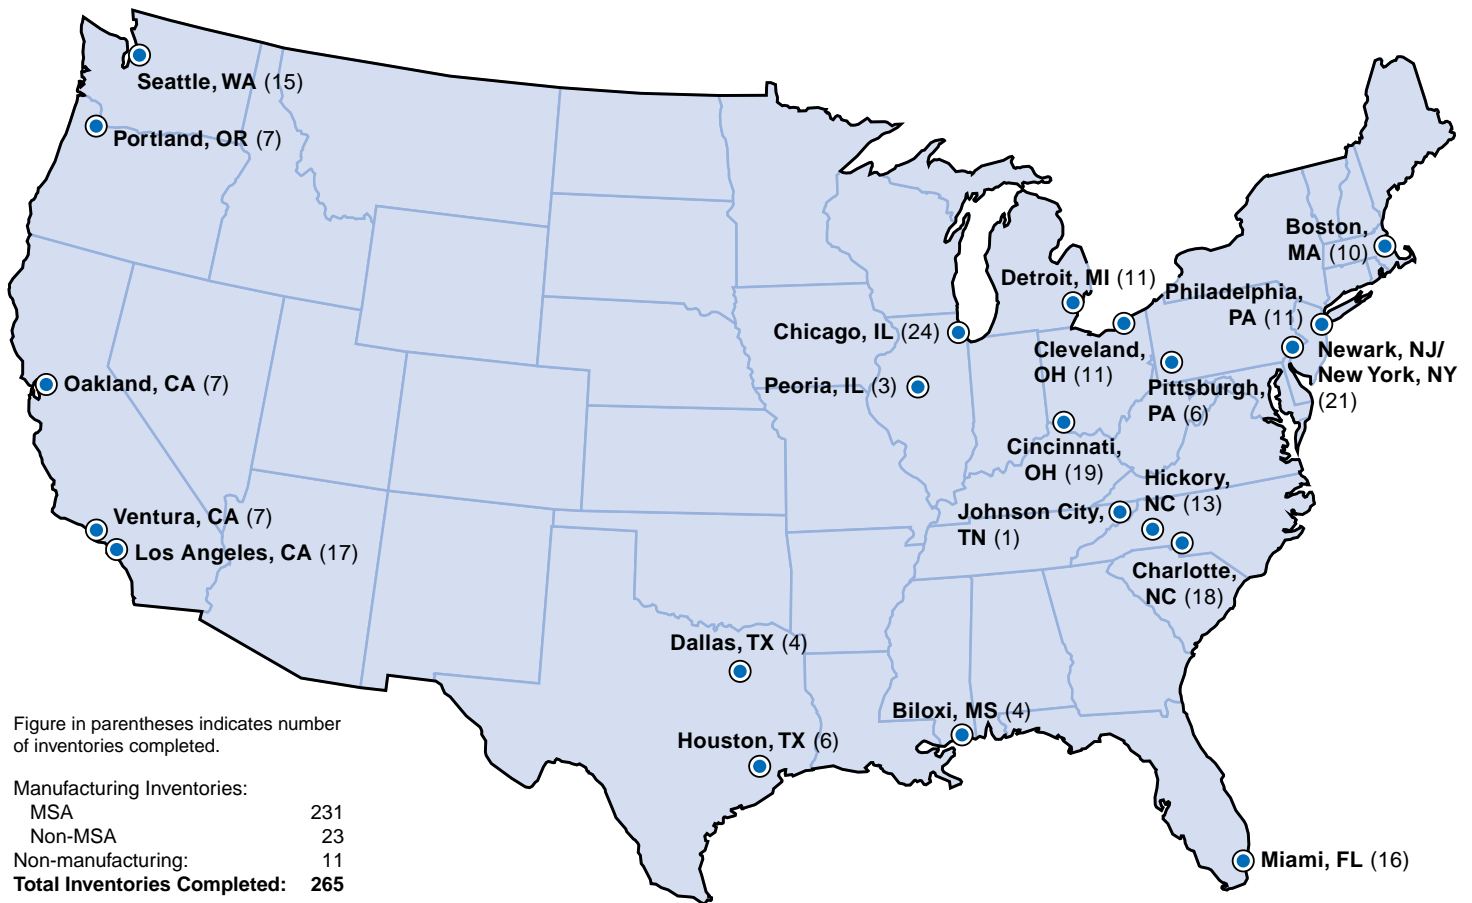 Seattle, WA (15)
Portland, OR (7)
Boston,
MA (10)
Detroit, MI (11)
Philadelphia,
PA (11)
Chicago, IL (24)
Cleveland,
OH (11)
Newark, NJ/
New York, NY
(21)
Oakland, CA (7)
Peoria, IL (3)
Pittsburgh,
PA (6)
Cincinnati,
OH (19)
Hickory,
NC (13)
Ventura, CA (7)
Los Angeles, CA (17)
Johnson City,
TN (1)
Charlotte,
NC (18)
Dallas, TX (4)
Biloxi, MS (4)
Houston, TX (6)
Miami, FL (16)
Figure in parentheses indicates number
of inventories completed.
Manufacturing Inventories:
MSA 231
Non-MSA 23
Non-manufacturing: 11
Total Inventories Completed: 265